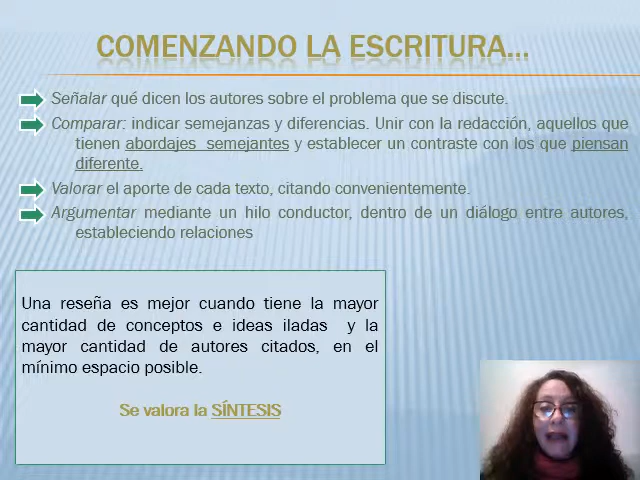 COMENZANDO LA ESCRITURA...
Señalar qué dicen los autores sobre el problema que se discute.
Comparar: indicar semejanzas y diferencias. Unir con la redacción, aquellos que
tienen abordajes semejantes y establecer un contraste con los que piensan
diferente.
Valorar el aporte de cada texto, citando convenientemente.
Argumentar mediante un hilo conductor, dentro de un diálogo entre autores,
estableciendo relaciones
Una reseña es mejor cuando tiene la mayor
cantidad de conceptos e ideas iladas y la
mayor cantidad de autores citados, en el
mínimo espacio posible.
Se valora la SÍNTESIS